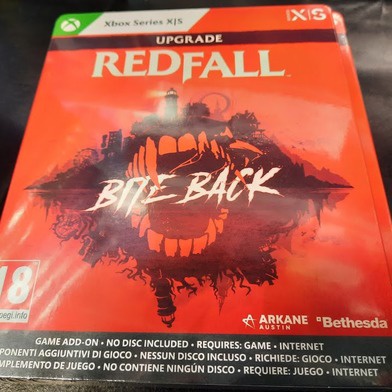 Xbox Series X|S
X|S
UPGRADE
REDFALL™
BITE BACK
18
pegi.info
ARKANE
AUSTIN
Bethesda
GAME ADD-ON • NO DISC INCLUDED • REQUIRES: GAME • INTERNET
PONENTI AGGIUNTIVI DI GIOCO • NESSUN DISCO INCLUSO • RICHIEDE: GIOCO • INTERNET
MPLEMENTO DE JUEGO • NO CONTIENE NINGÚN DISCO • REQUIERE: JUEGO • INTERNET